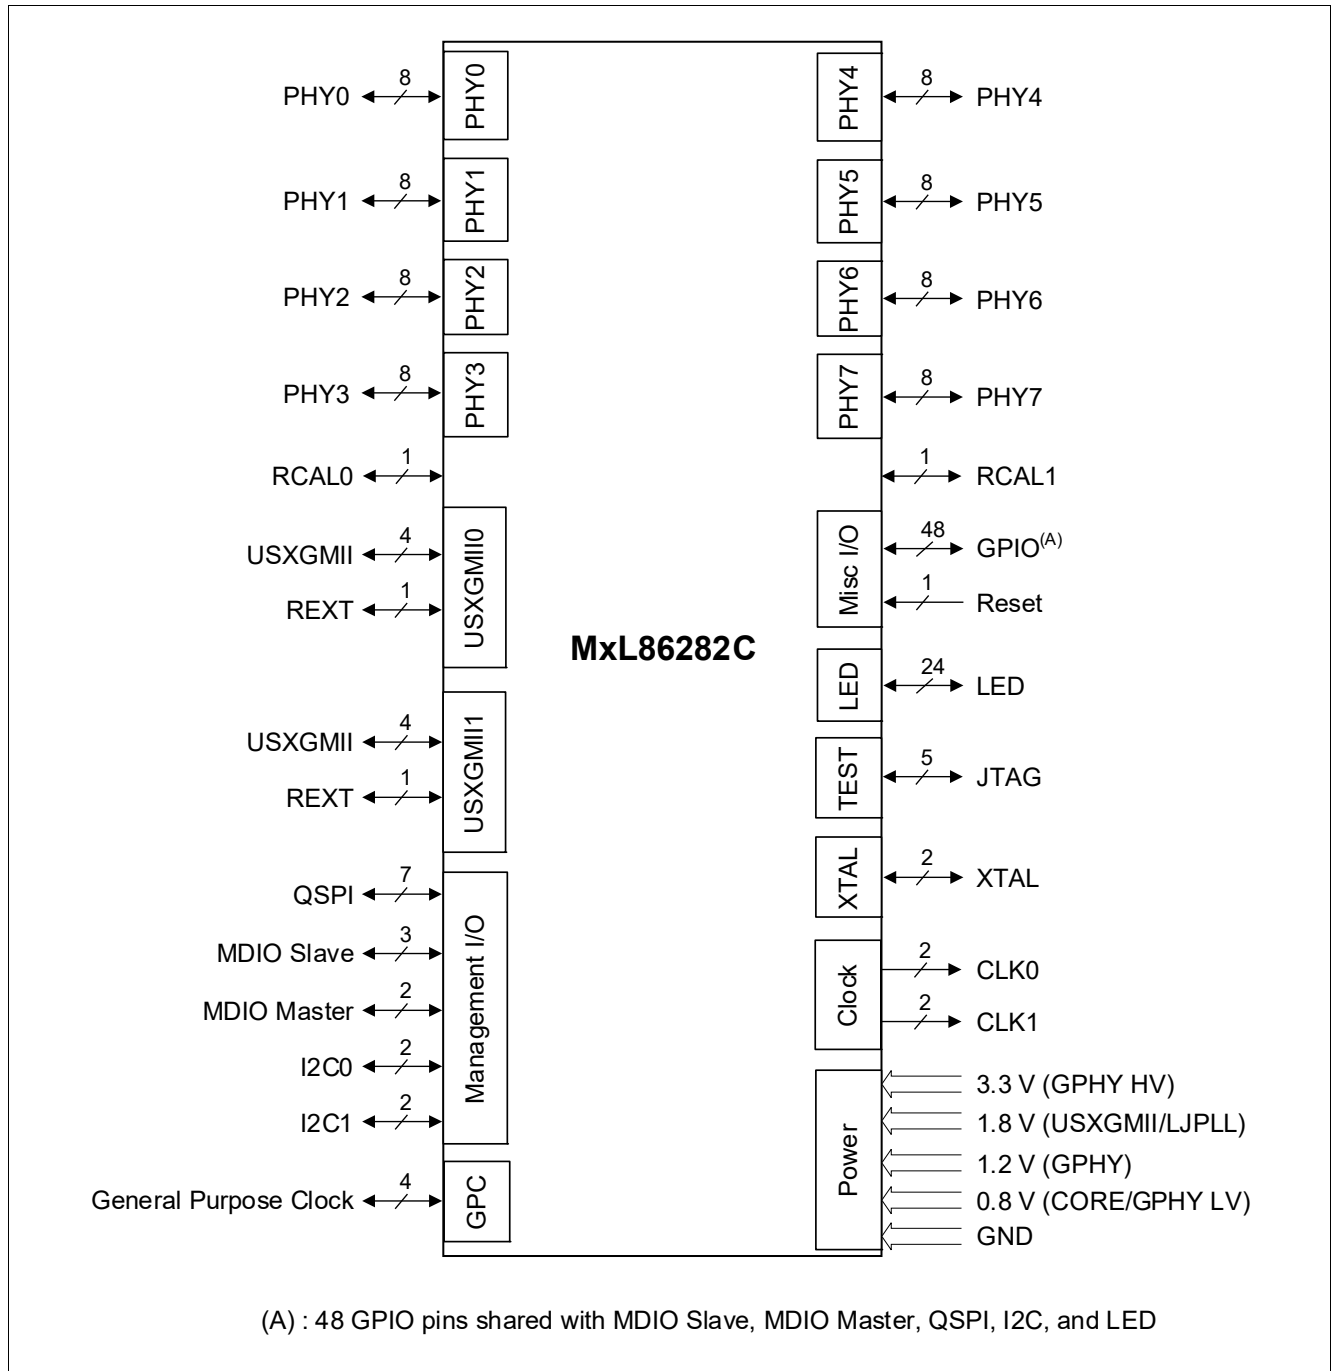 PHY0 8 PHY0
PHY4 8 PHY4
PHY1 8 PHY1
PHY5 8 PHY5
PHY2 8 PHY2
PHY6 8 PHY6
PHY3 8 PHY3
PHY7 8 PHY7
RCAL0 1
1 RCAL1
USXGMII 4
REXT 1
USXGMII0
Misc I/O
48 GPIO(A)
1 Reset
MxL86282C
LED 24 LED
USXGMII 4
REXT 1
USXGMII1
TEST 5 JTAG
XTAL 2 XTAL
QSPI 7
MDIO Slave 3
MDIO Master 2
I2C0 2
I2C1 2
Management I/O
Clock
2 CLK0
2 CLK1
General Purpose Clock 4 GPC
Power
3.3 V (GPHY HV)
1.8 V (USXGMII/LJPLL)
1.2 V (GPHY)
0.8 V (CORE/GPHY LV)
GND
(A) : 48 GPIO pins shared with MDIO Slave, MDIO Master, QSPI, I2C, and LED